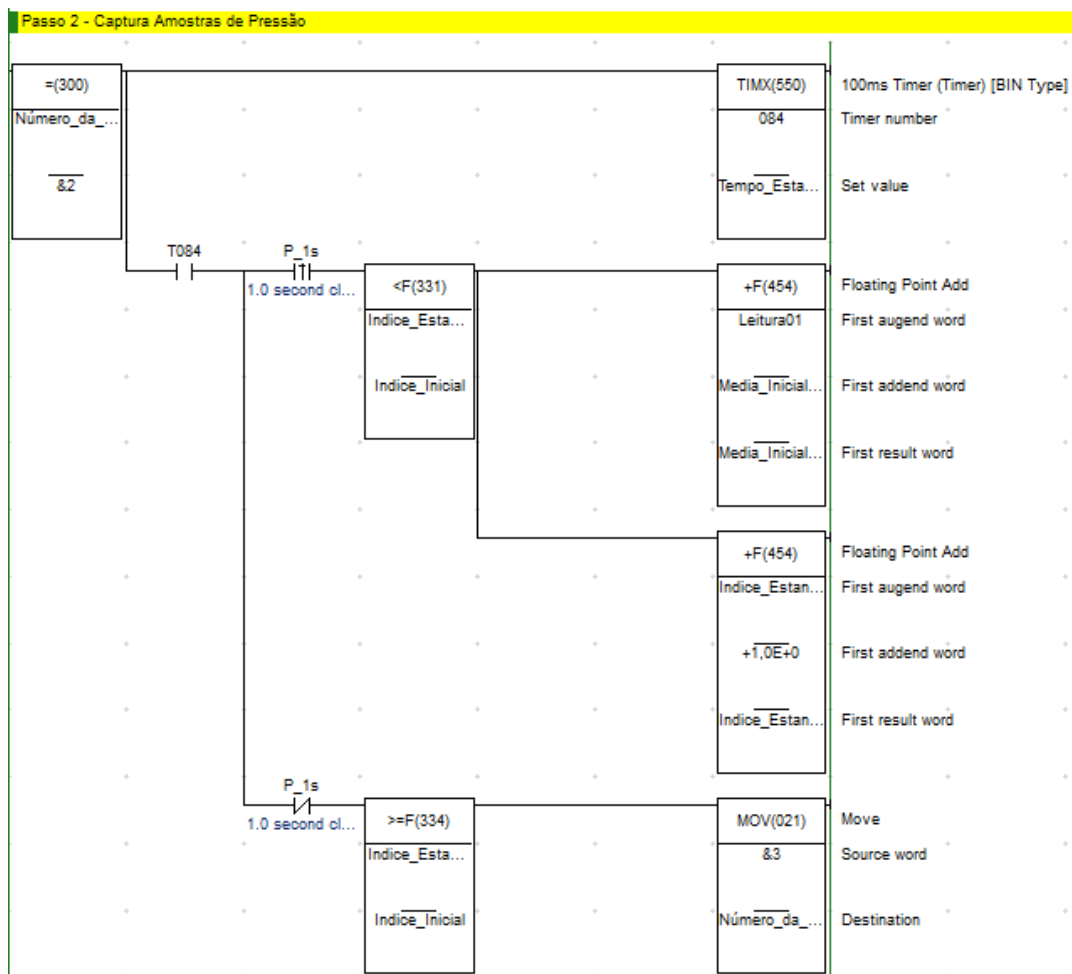 Passo 2 - Captura Amostras de Pressão
=(300)
Número_da_...
&2
TIMX(550)
084
Tempo_Esta...
100ms Timer (Timer) [BIN Type]
Timer number
Set value
T084
P_1s
1.0 second cl...
<F(331)
Indice_Esta...
Indice_Inicial
+F(454)
Leitura01
Media_Inicial...
Media_Inicial...
Floating Point Add
First augend word
First addend word
First result word
+F(454)
Indice_Estan...
+1,0E+0
Indice_Estan...
Floating Point Add
First augend word
First addend word
First result word
P_1s
1.0 second cl...
>=F(334)
Indice_Esta...
Indice_Inicial
MOV(021)
&3
Número_da_...
Move
Source word
Destination